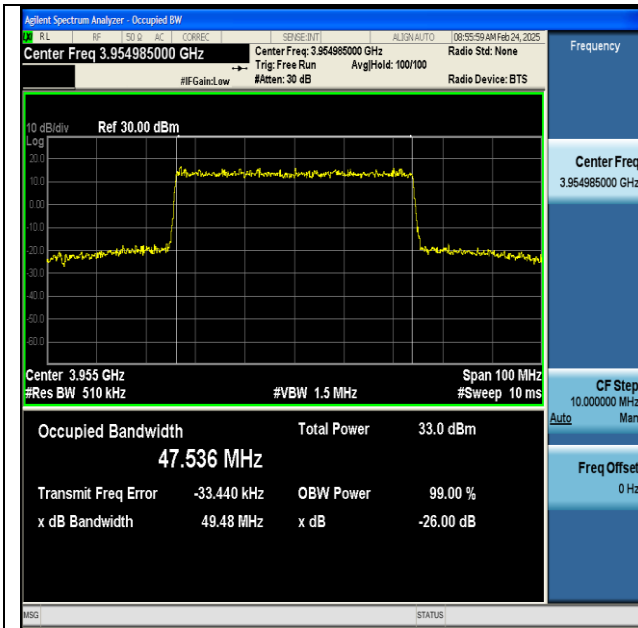 Agilent Spectrum Analyzer - Occupied BW
RL RF 50 Ω AC CORREC SENSE:INT ALIGN AUTO 08:55:59 AM Feb 24, 2025
Center Freq 3.954985000 GHz
Center Freq: 3.954985000 GHz
Radio Std: None
Trig: Free Run Avg|Hold: 100/100
#IFGain:Low
#Atten: 30 dB
Radio Device: BTS
Frequency
10 dB/div Ref 30.00 dBm
Log
20.0
10.0
0.00
-10.0
-20.0
-30.0
-40.0
-50.0
-60.0
Center Freq
3.954985000 GHz
Center 3.955 GHz Span 100 MHz
#Res BW 510 kHz #VBW 1.5 MHz #Sweep 10 ms
CF Step
10.000000 MHz
Auto Man
Occupied Bandwidth Total Power 33.0 dBm
47.536 MHz
Transmit Freq Error -33.440 kHz OBW Power 99.00 %
x dB Bandwidth 49.48 MHz x dB -26.00 dB
Freq Offset
0 Hz
MSG STATUS